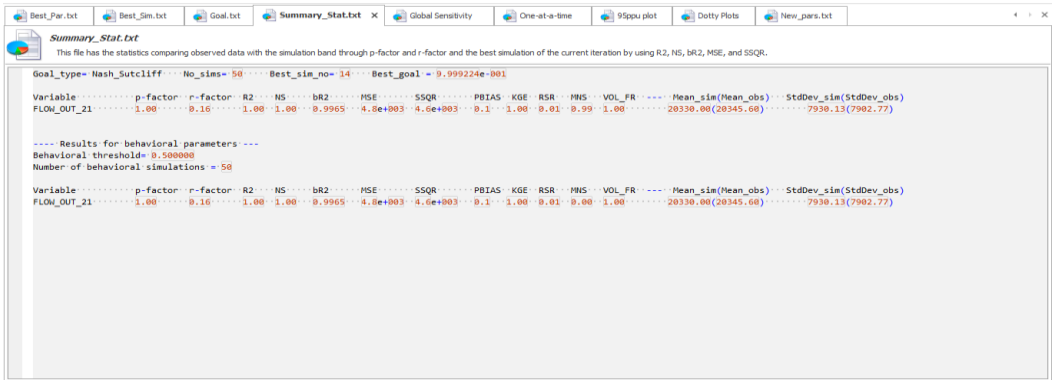 Best_Par.txt Best_Sim.txt Goal.txt Summary_Stat.txt × Global Sensitivity One-at-a-time 95ppu plot Dotty Plots New_pars.txt
Summary_Stat.txt
This file has the statistics comparing observed data with the simulation band through p-factor and r-factor and the best simulation of the current iteration by using R2, NS, bR2, MSE, and SSQR.
Goal_type= Nash_Sutcliff No_sims= 50 Best_sim_no= 14 Best_goal = 9.999224e-001
Variable p-factor r-factor R2 NS bR2 MSE SSQR PBIAS KGE RSR MNS VOL_FR --- Mean_sim(Mean_obs) StdDev_sim(StdDev_obs)
FLOW_OUT_21 1.00 0.16 1.00 1.00 0.9965 4.8e+003 4.6e+003 0.1 1.00 0.01 0.99 1.00 20330.00(20345.60) 7930.13(7902.77)
---- Results for behavioral parameters ---
Behavioral threshold= 0.500000
Number of behavioral simulations = 50
Variable p-factor r-factor R2 NS bR2 MSE SSQR PBIAS KGE RSR MNS VOL_FR --- Mean_sim(Mean_obs) StdDev_sim(StdDev_obs)
FLOW_OUT_21 1.00 0.16 1.00 1.00 0.9965 4.8e+003 4.6e+003 0.1 1.00 0.01 0.00 1.00 20330.00(20345.60) 7930.13(7902.77)